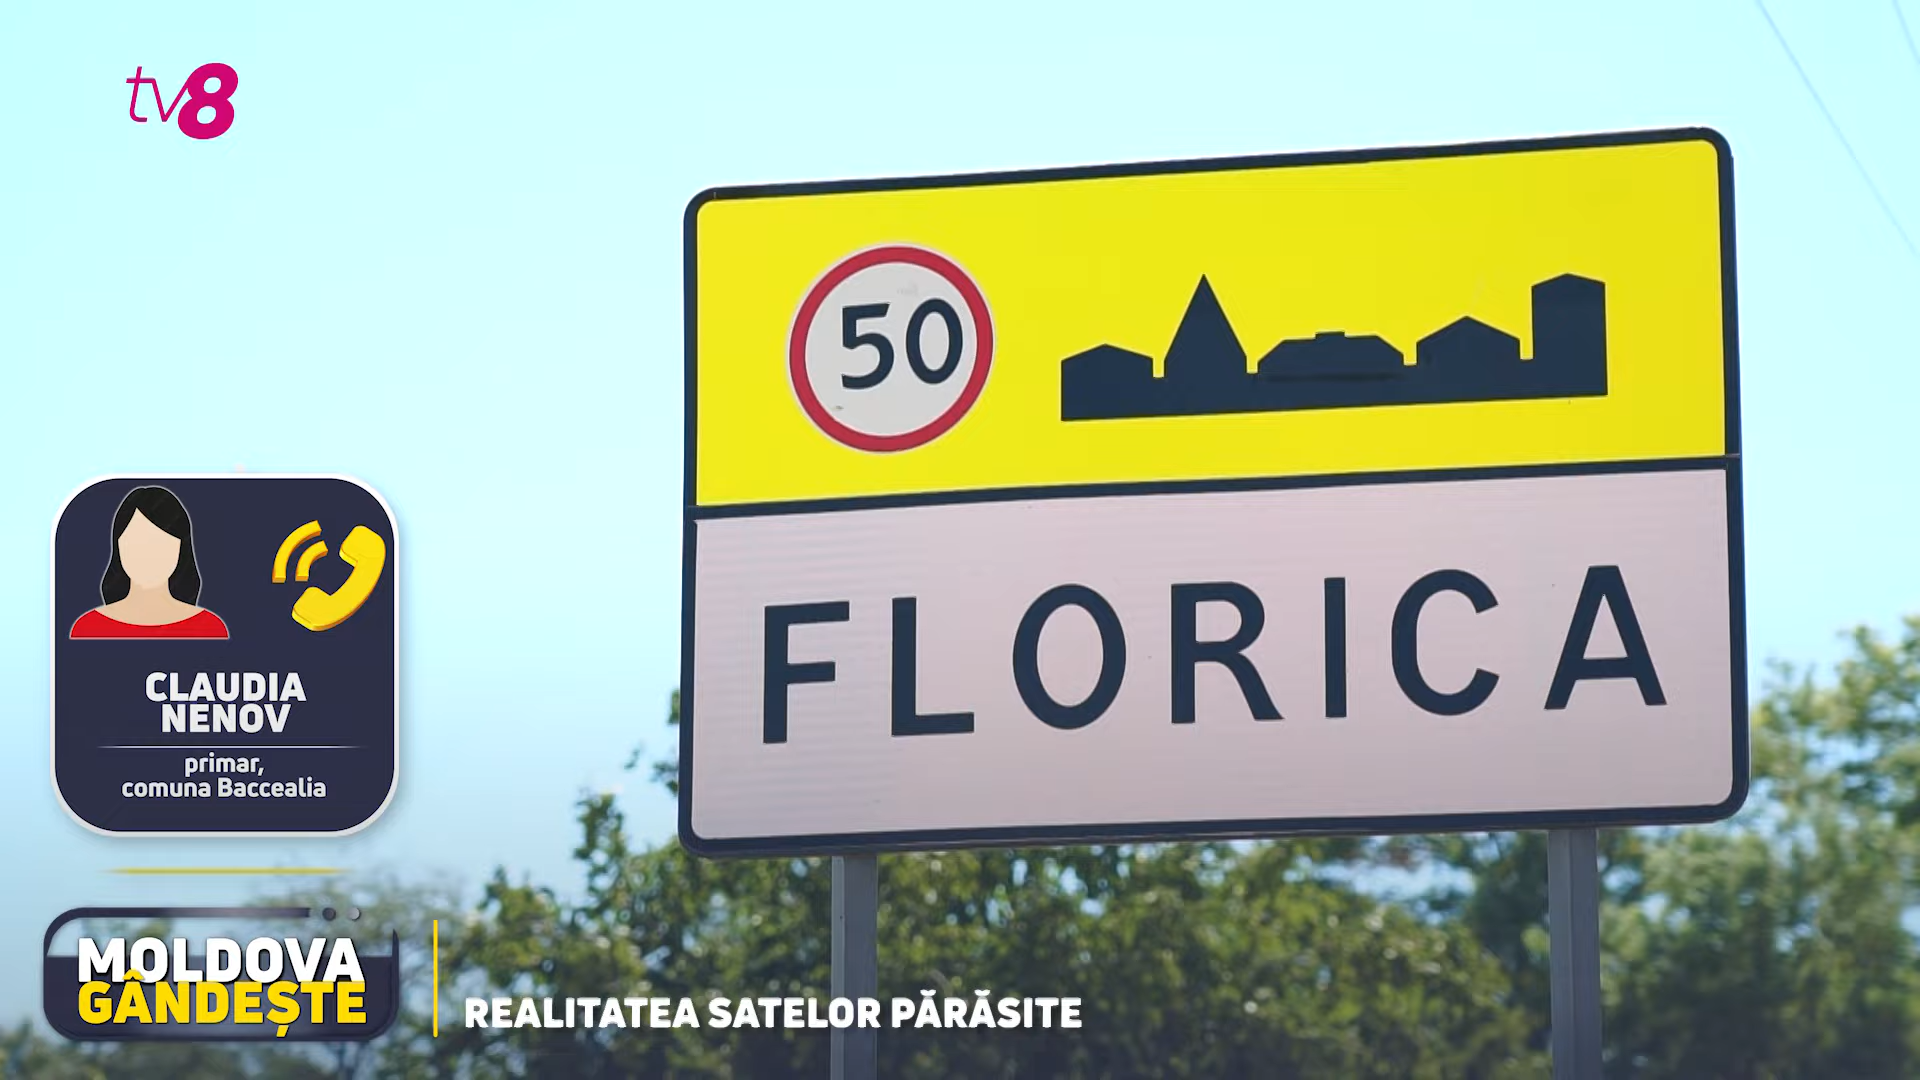 tv8
50
FLORICA
CLAUDIA
NENOV
primar,
comuna Baccealia
MOLDOVA
GÂNDEȘTE
REALITATEA SATELOR PĂRĂSITE